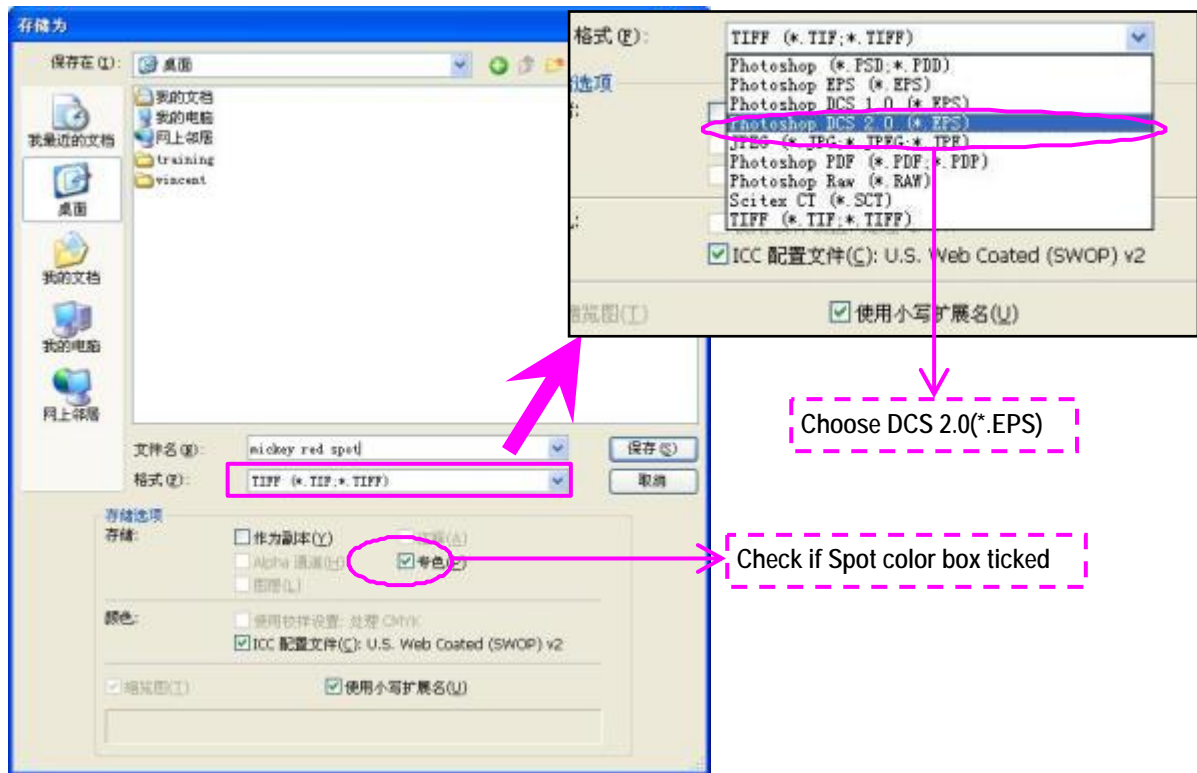 存储为
保存在(I):
桌面
我最近的文档
桌面
我的文档
我的电脑
网上邻居
我的文档
我的电脑
网上邻居
training
vincent
文件名(N):
mickey red spot
保存(S)
格式(F):
TIFF (*.TIF;*.TIFF)
取消
存储选项
存储:
作为副本(Y)
Alpha 通道(H)
专色(P)
图层(L)
颜色:
使用校样设置: 处理 CMYK
ICC 配置文件(C): U.S. Web Coated (SWOP) v2
缩览图(T)
使用小写扩展名(U)
格式(F):
TIFF (*.TIF;*.TIFF)
Photoshop (*.PSD;*.PDD)
Photoshop EPS (*.EPS)
Photoshop DCS 1.0 (*.EPS)
Photoshop DCS 2.0 (*.EPS)
JPEG (*.JPG;*.JPEG;*.JPE)
Photoshop PDF (*.PDF;*.PDP)
Photoshop Raw (*.RAW)
Scitex CT (*.SCT)
TIFF (*.TIF;*.TIFF)
选项
ICC 配置文件(C): U.S. Web Coated (SWOP) v2
览图(T)
使用小写扩展名(U)
Choose DCS 2.0(*.EPS)
Check if Spot color box ticked